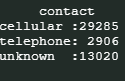 contact
cellular :29285
telephone: 2906
unknown :13020